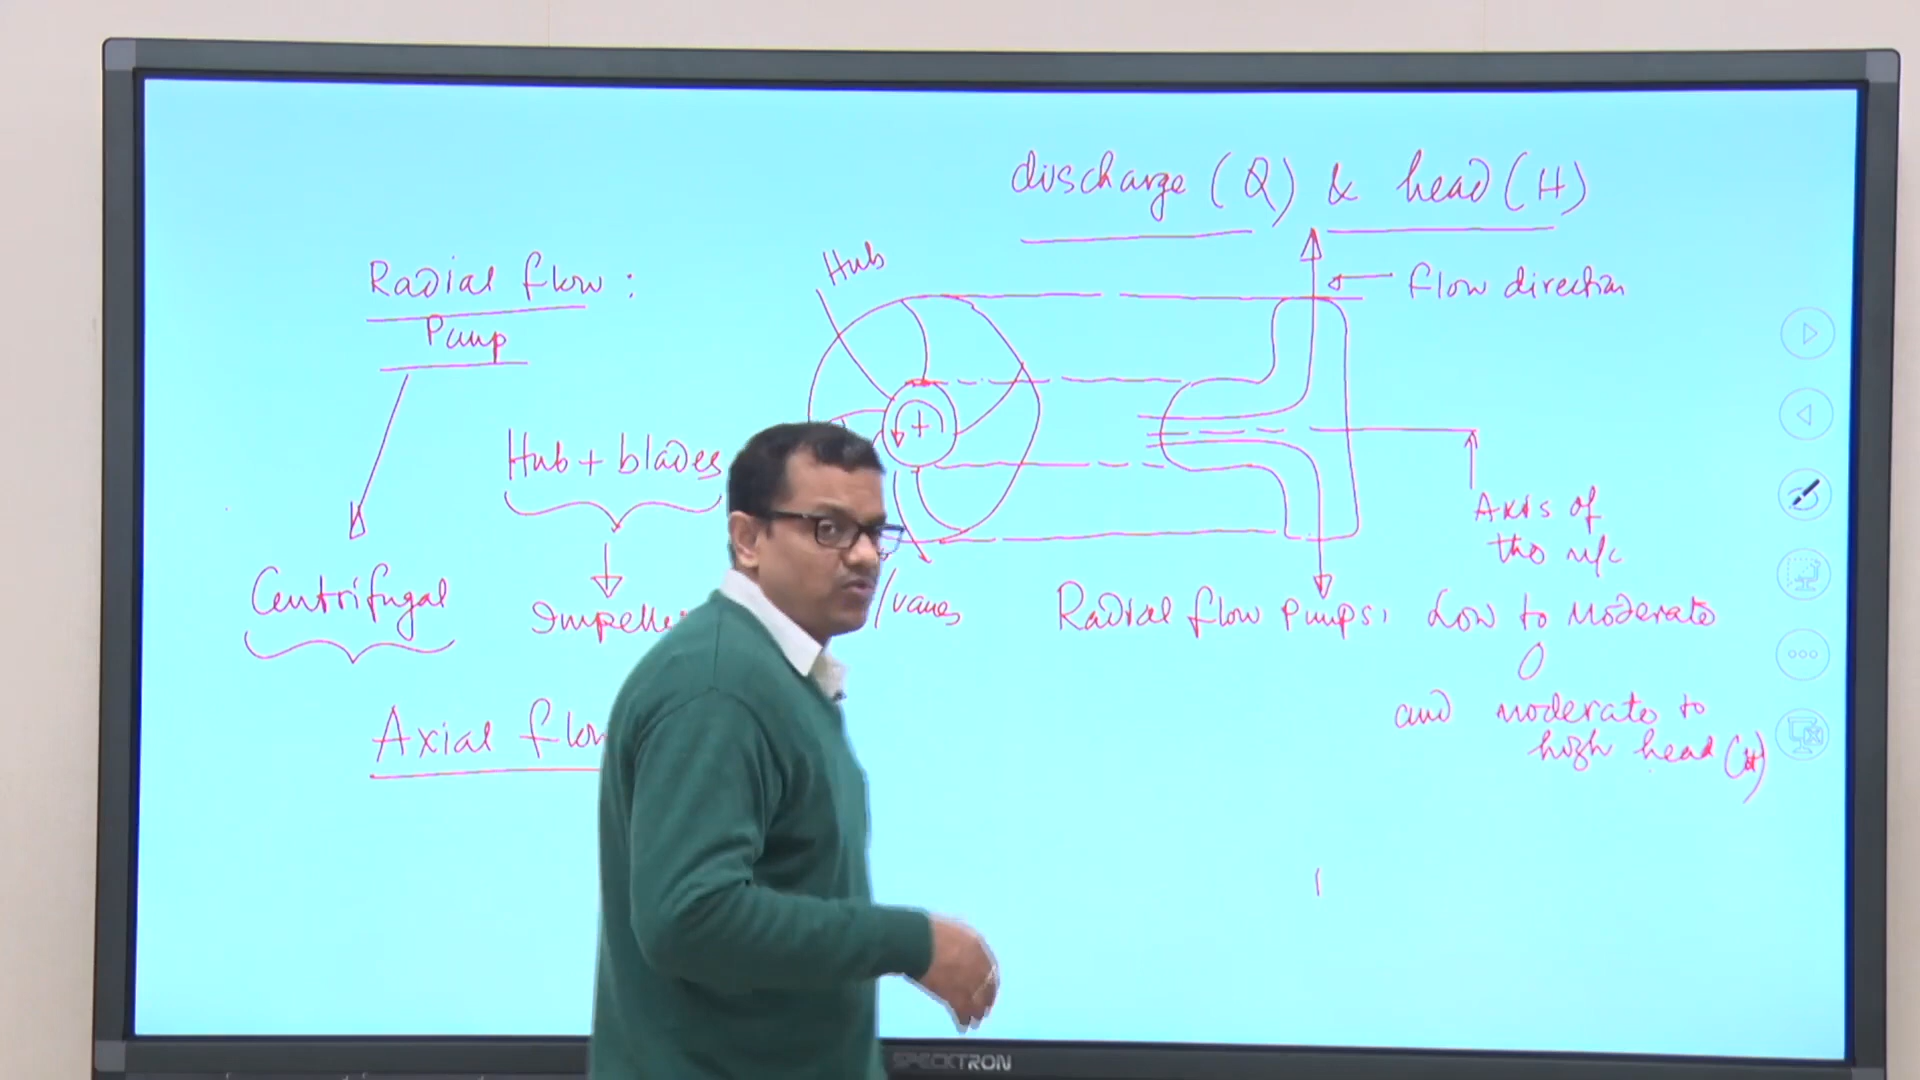 discharge (Q) & head (H)
Radial flow :
Pump
Hub
flow direction
Hub + blades
Axis of
the m/c
Centrifugal
/vanes
Radial flow Pumps, Low to Moderate
Q
and moderate to
high head (H)
Axial
SPECKTRON